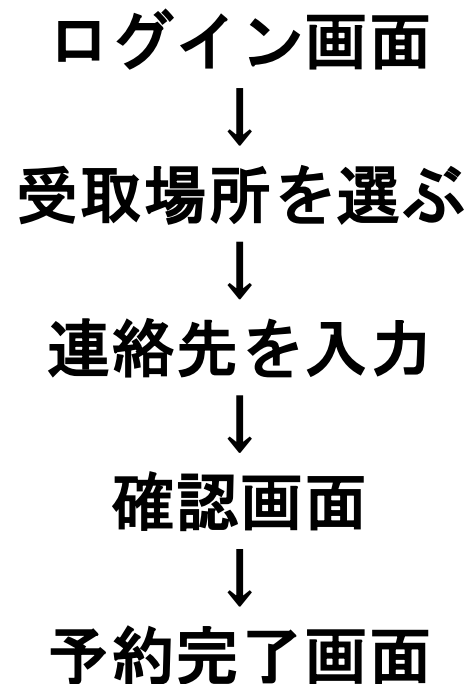 ログイン画面
↓
受取場所を選ぶ
↓
連絡先を入力
↓
確認画面
↓
予約完了画面